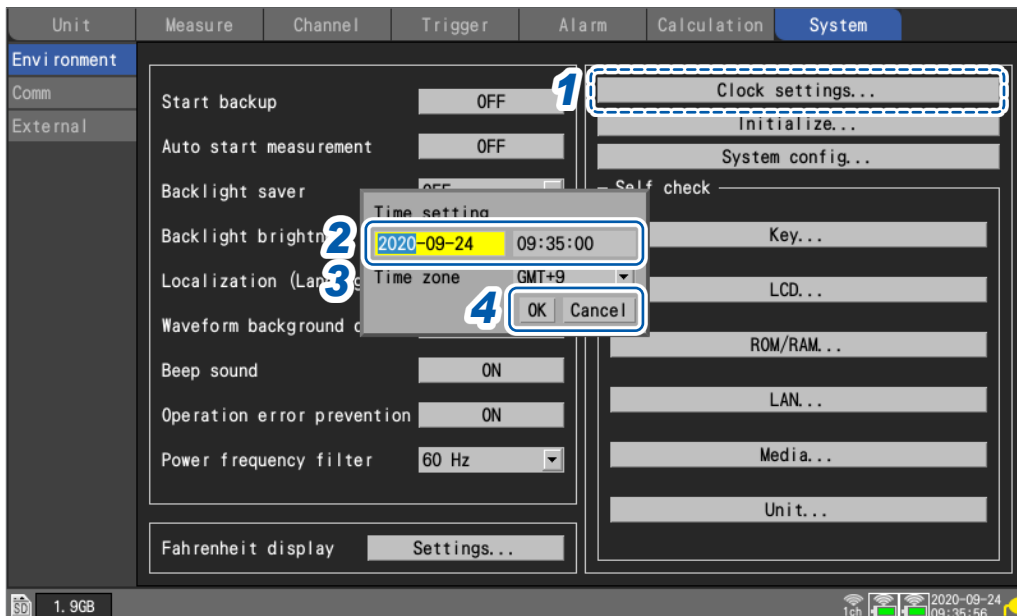 Unit Measure Channel Trigger Alarm Calculation System
Environment
Comm
External
Start backup OFF
Auto start measurement OFF
Backlight saver
Backlight
Waveform background
Beep sound ON
Operation error prevention ON
Power frequency filter 60 Hz
Fahrenheit display Settings...
1 Clock settings...
Initialize...
System config...
Self check
Key...
LCD...
ROM/RAM...
LAN...
Media...
Unit...
Time setting
2 2020-09-24 09:35:00
3 Time zone GMT+9
4 OK Cancel
Localization
SD 1.9GB
1ch
2020-09-24
09:35:56